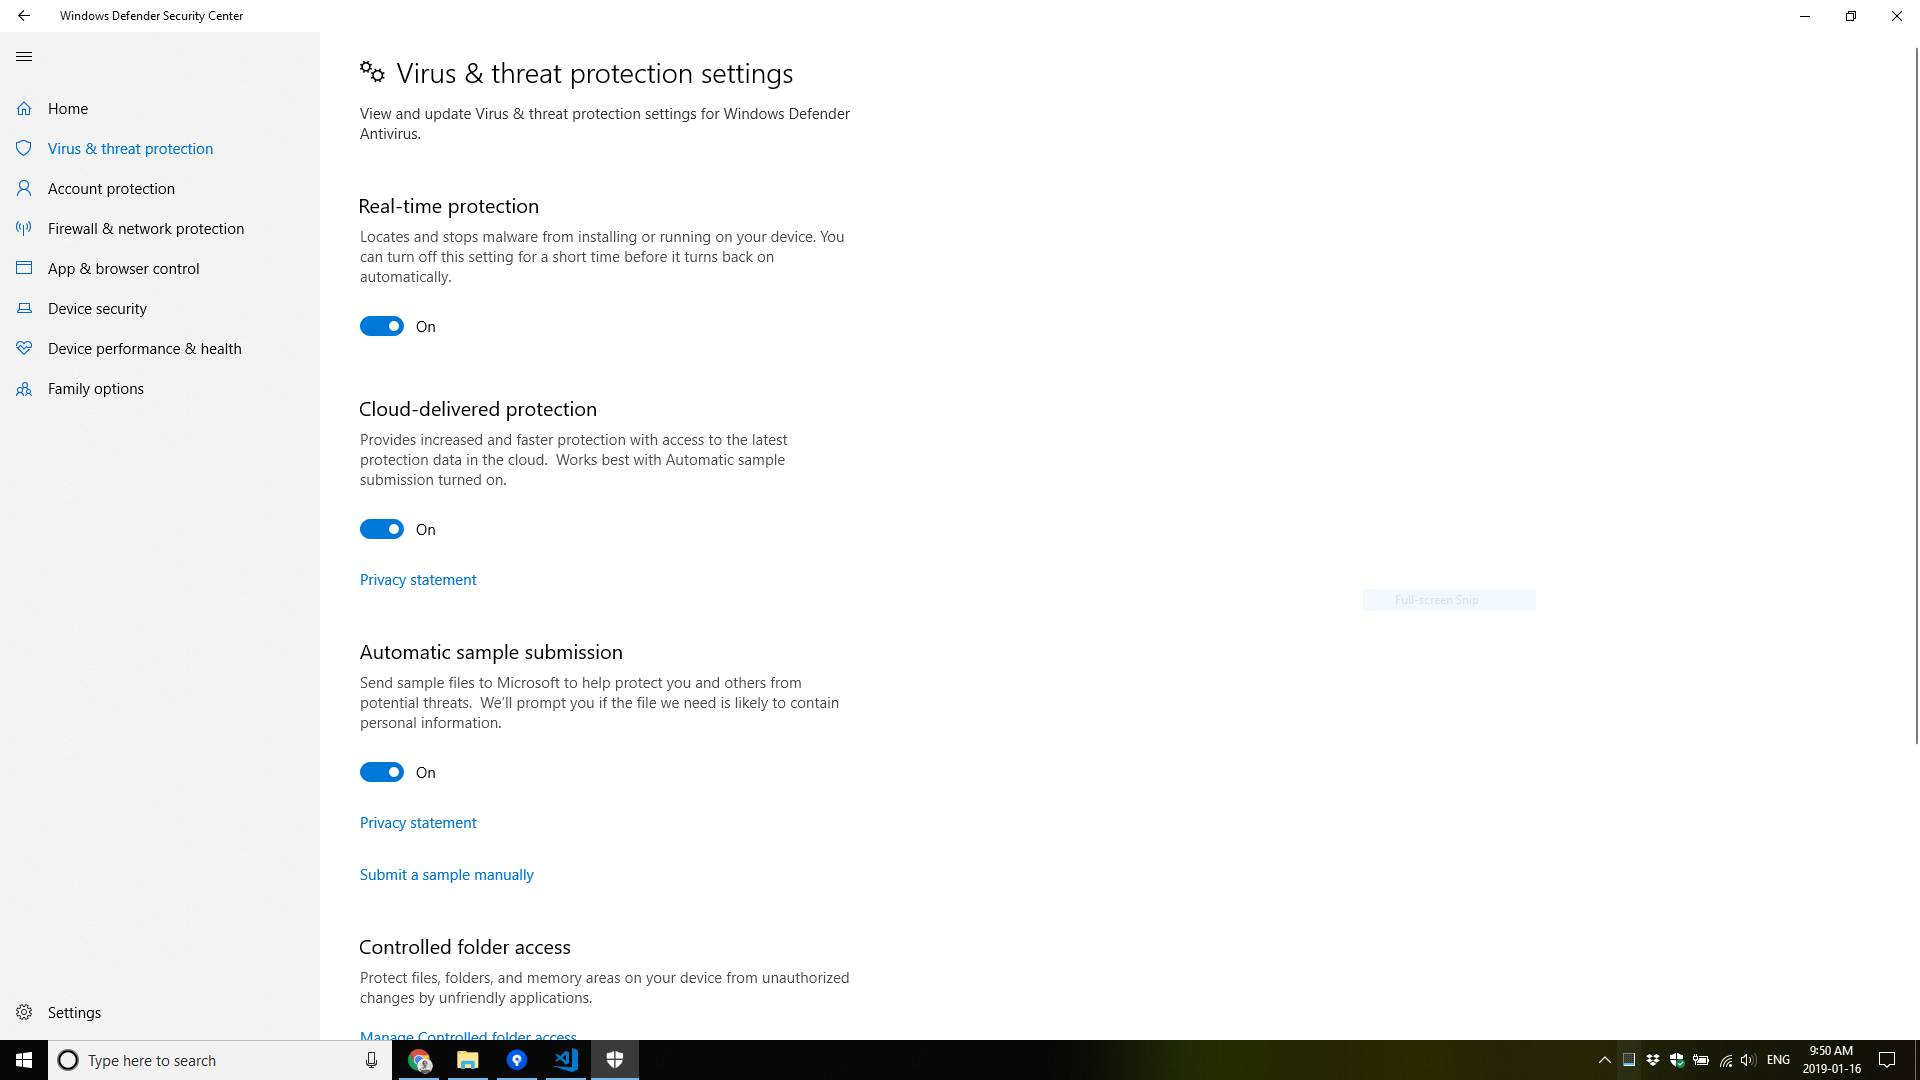 Windows Defender Security Center
Home
Virus & threat protection
Account protection
Firewall & network protection
App & browser control
Device security
Device performance & health
Family options
Settings
Virus & threat protection settings
View and update Virus & threat protection settings for Windows Defender
Antivirus.
Real-time protection
Locates and stops malware from installing or running on your device. You
can turn off this setting for a short time before it turns back on
automatically.
On
Cloud-delivered protection
Provides increased and faster protection with access to the latest
protection data in the cloud.  Works best with Automatic sample
submission turned on.
On
Privacy statement
Automatic sample submission
Send sample files to Microsoft to help protect you and others from
potential threats.  We'll prompt you if the file we need is likely to contain
personal information.
On
Privacy statement
Submit a sample manually
Controlled folder access
Protect files, folders, and memory areas on your device from unauthorized
changes by unfriendly applications.
Manage Controlled folder access
Full-screen Snip
Type here to search
ENG
9:50 AM
2019-01-16